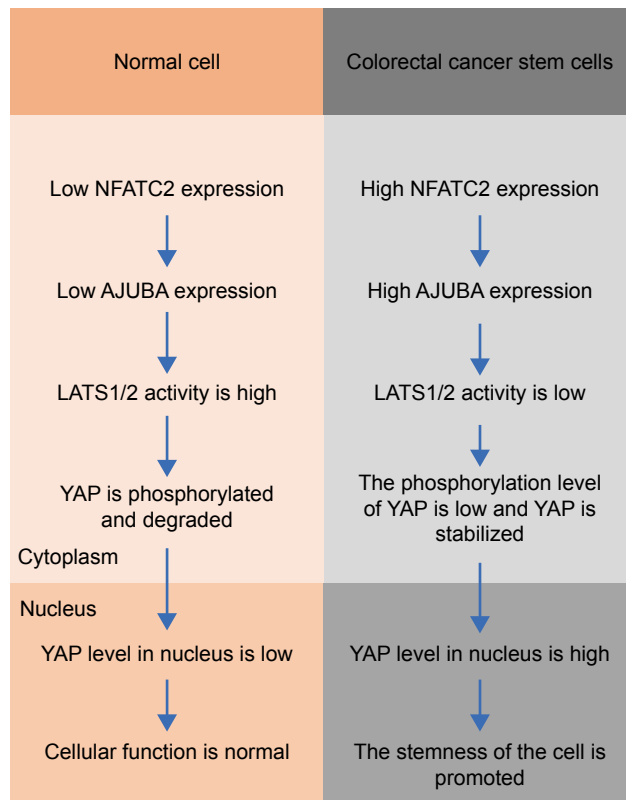 Normal cell
Low NFATC2 expression
Low AJUBA expression
LATS1/2 activity is high
YAP is phosphorylated
and degraded
Cytoplasm
Nucleus
YAP level in nucleus is low
Cellular function is normal
Colorectal cancer stem cells
High NFATC2 expression
High AJUBA expression
LATS1/2 activity is low
The phosphorylation level
of YAP is low and YAP is
stabilized
YAP level in nucleus is high
The stemness of the cell is
promoted